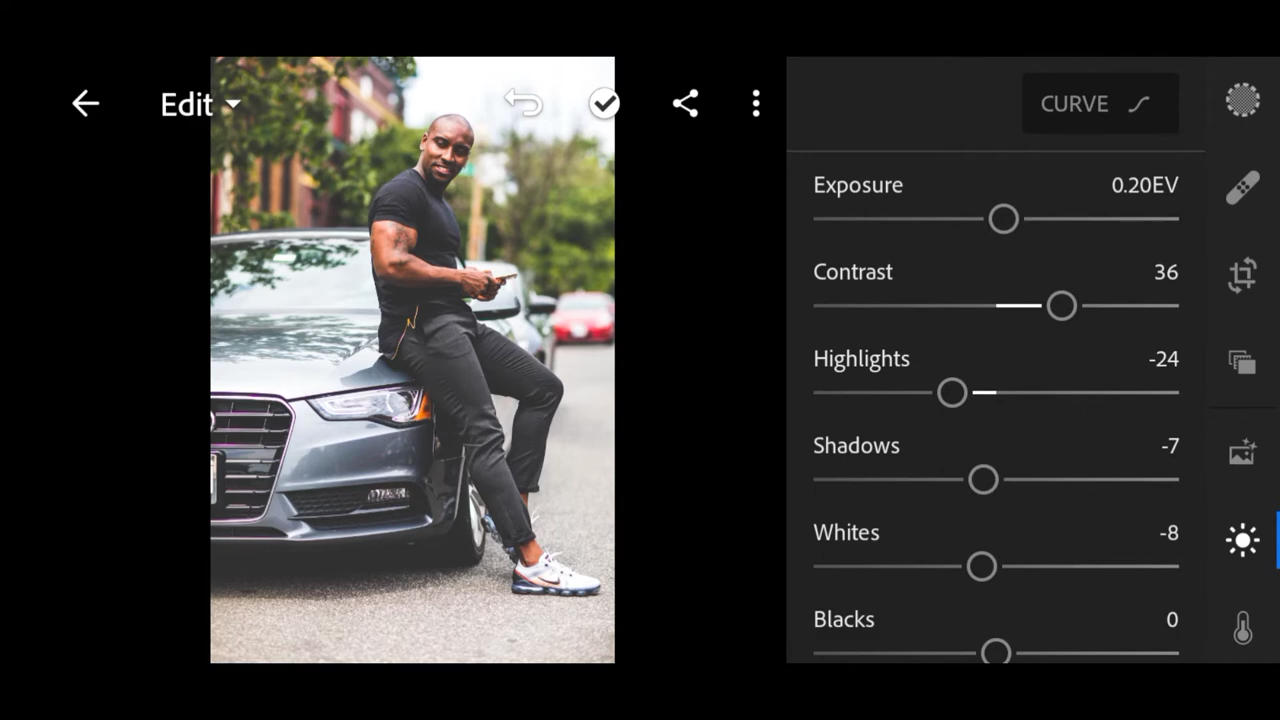 Edit
CURVE
Exposure 0.20EV
Contrast 36
Highlights -24
Shadows -7
Whites -8
Blacks 0